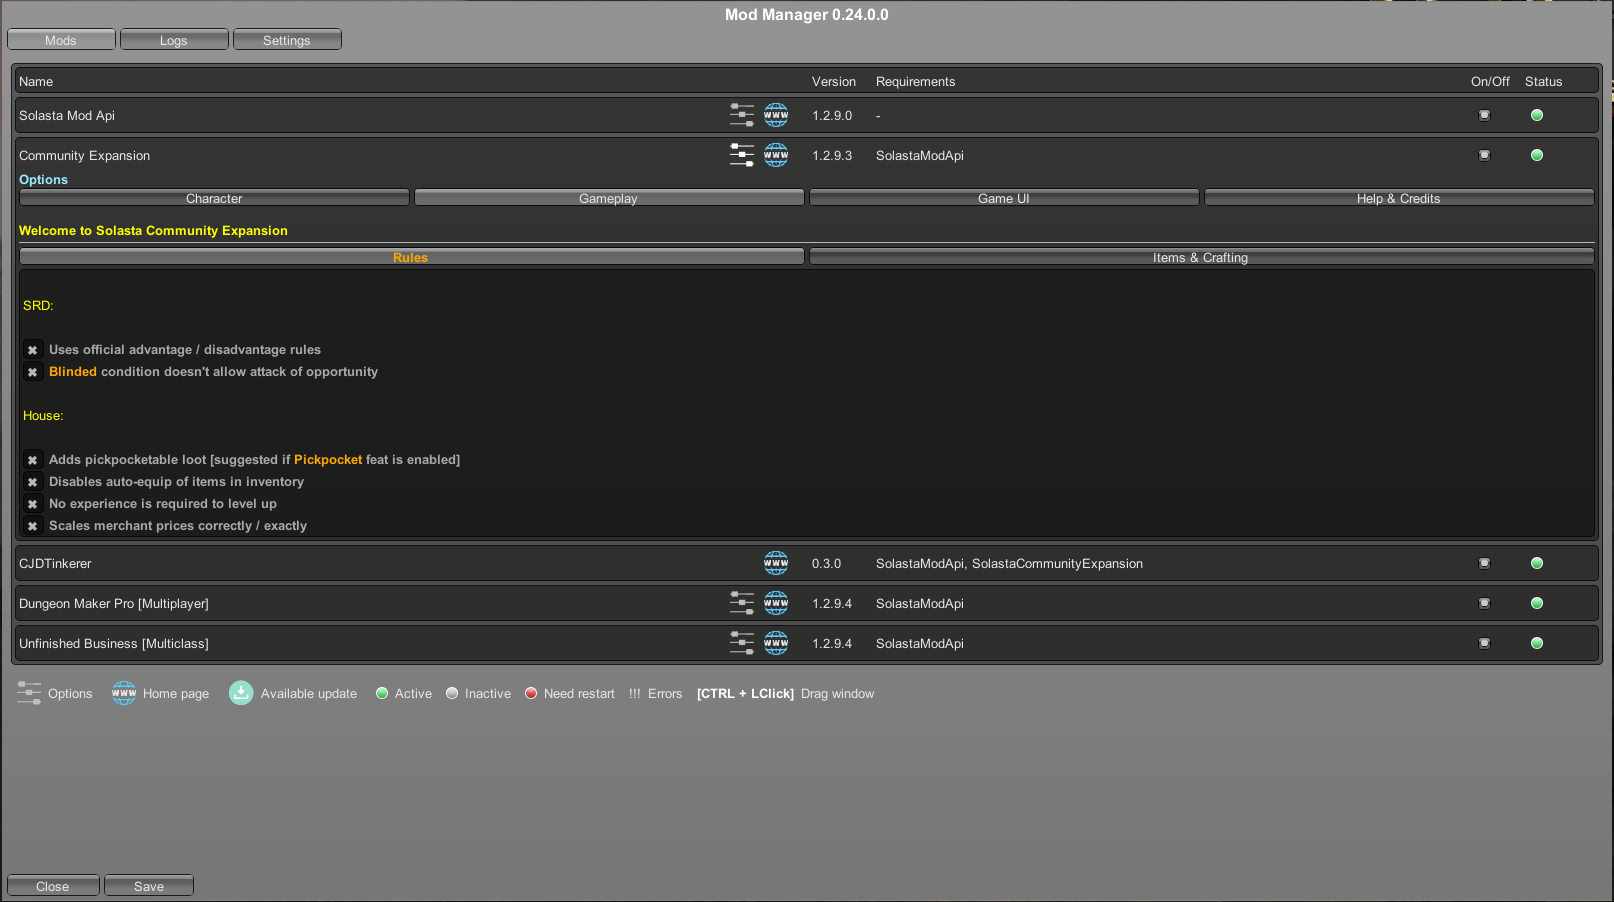 Mod Manager 0.24.0.0
Mods Logs Settings
Name Version Requirements On/Off Status
Solasta Mod Api WWW 1.2.9.0 -
Community Expansion WWW 1.2.9.3 SolastaModApi
Options
Character Gameplay Game UI Help & Credits
Welcome to Solasta Community Expansion
Rules Items & Crafting
SRD:
Uses official advantage / disadvantage rules
Blinded condition doesn't allow attack of opportunity
House:
Adds pickpocketable loot [suggested if Pickpocket feat is enabled]
Disables auto-equip of items in inventory
No experience is required to level up
Scales merchant prices correctly / exactly
CJDTinkerer WWW 0.3.0 SolastaModApi, SolastaCommunityExpansion
Dungeon Maker Pro [Multiplayer] WWW 1.2.9.4 SolastaModApi
Unfinished Business [Multiclass] WWW 1.2.9.4 SolastaModApi
Options WWW Home page Available update Active Inactive Need restart !!! Errors [CTRL + LClick] Drag window
Close Save